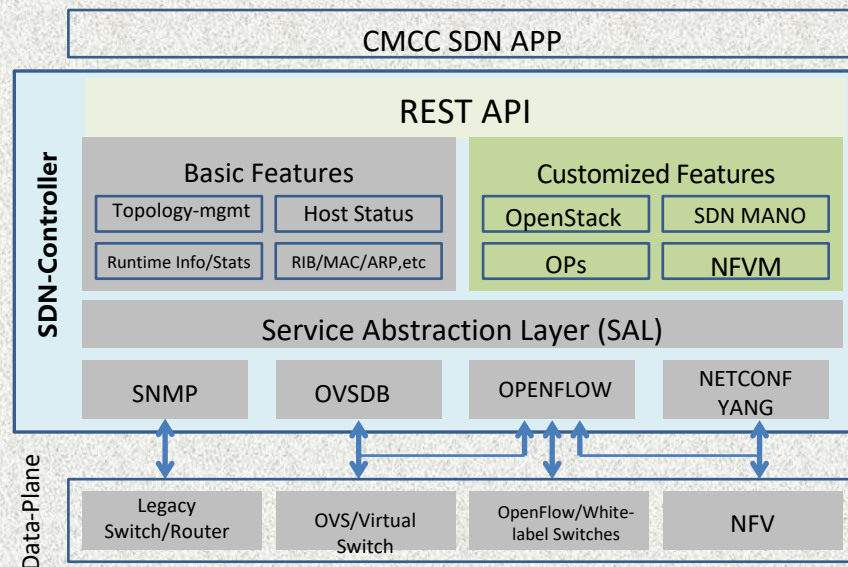 CMCC SDN APP
SDN-Controller
REST API
Basic Features
Topology-mgmt
Host Status
Runtime Info/Stats
RIB/MAC/ARP,etc
Customized Features
OpenStack
SDN MANO
OPs
NFVM
Service Abstraction Layer (SAL)
SNMP
OVSDB
OPENFLOW
NETCONF
YANG
Data-Plane
Legacy
Switch/Router
OVS/Virtual
Switch
OpenFlow/White-
label Switches
NFV